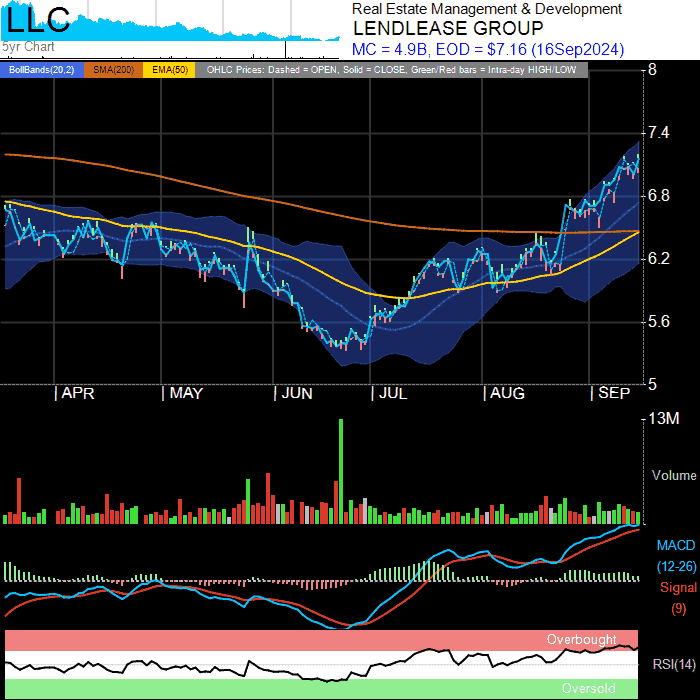 LLC
5yr Chart
Real Estate Management & Development
LENDLEASE GROUP
MC = 4.9B, EOD = $7.16 (16Sep2024)
BollBands(20,2) SMA(200) EMA(50) OHLC Prices: Dashed = OPEN, Solid = CLOSE, Green/Red bars = Intra-day HIGH/LOW
8
7.4
6.8
6.2
5.6
5
APR MAY JUN JUL AUG SEP
13M
Volume
MACD
(12-26)
Signal
(9)
Overbought
RSI(14)
Oversold